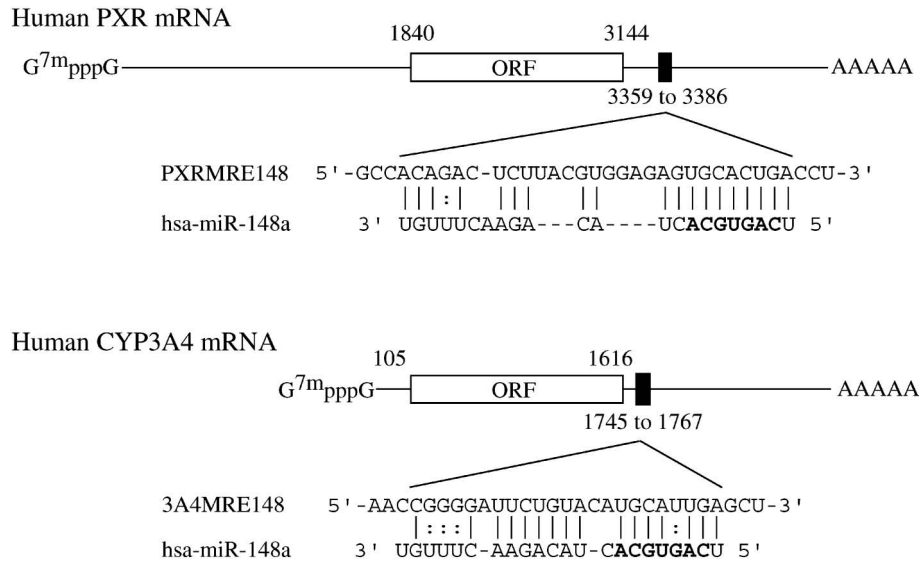 Human PXR mRNA
1840 3144
G7mpppG ORF AAAAA
3359 to 3386
PXRMRE148 5'-GCCACAGAC-UCUUACGUGGAGAGUGCACUGACCU-3'
|||:| ||| || |||||||||
hsa-miR-148a 3' UGUUUCAAGA---CA----UCACGUGACU 5'
Human CYP3A4 mRNA
105 1616
G7mpppG ORF AAAAA
1745 to 1767
3A4MRE148 5'-AACCGGGGAUUCUGUACAUGCAUUGAGCU-3'
|::: |||||| ||||:|||
hsa-miR-148a 3' UGUUUC-AAGACAU-CACGUGACU 5'